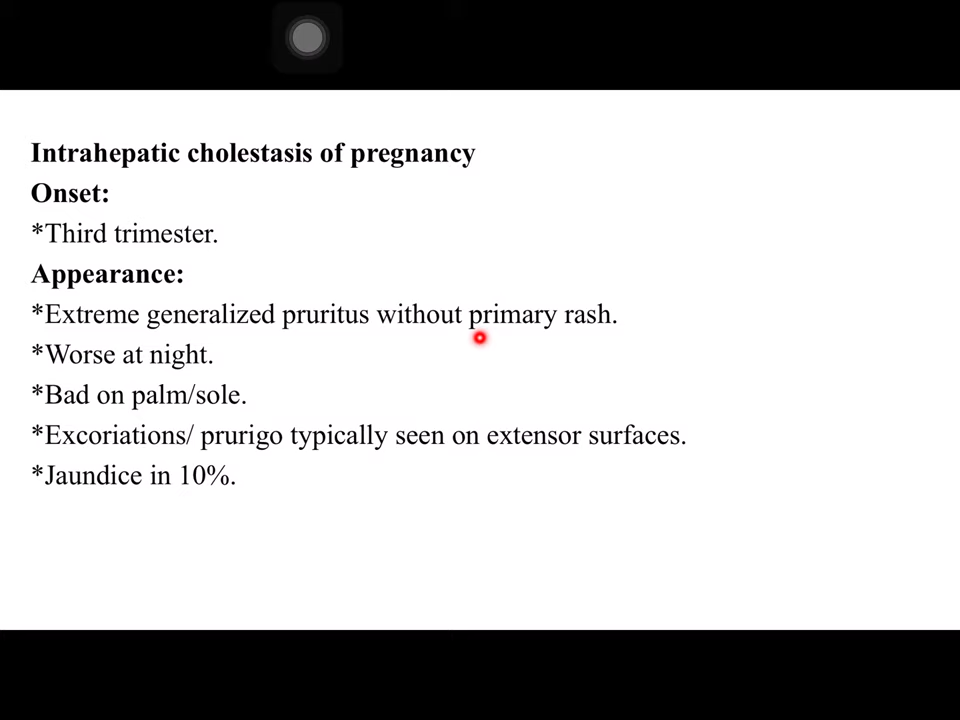 Intrahepatic cholestasis of pregnancy
Onset:
*Third trimester.
Appearance:
*Extreme generalized pruritus without primary rash.
*Worse at night.
*Bad on palm/sole.
*Excoriations/ prurigo typically seen on extensor surfaces.
*Jaundice in 10%.